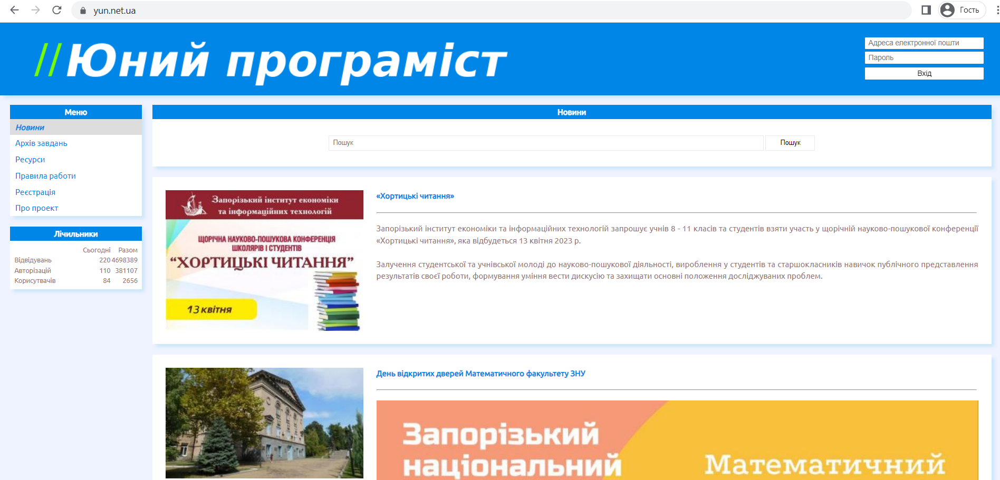 yun.net.ua
Гость
//Юний програміст
Адреса електронної пошти
Пароль
Вхід
Меню
Новини
Архів завдань
Ресурси
Правила работи
Реєстрація
Про проект
Лічильники
Сьогодні Разом
Відвідувань 220 4698389
Авторізацій 110 381107
Користувачів 84 2656
Новини
Пошук Пошук
Запорізький інститут економіки
та інформаційних технологій
ЩОРІЧНА НАУКОВО-ПОШУКОВА КОНФЕРЕНЦІЯ
ШКОЛЯРІВ І СТУДЕНТІВ
“ХОРТИЦЬКІ ЧИТАННЯ”
13 КВІТНЯ
«Хортицькі читання»
Запорізький інститут економіки та інформаційних технологій запрошує учнів 8 - 11 класів та студентів взяти участь у щорічній науково-пошукової конференції
«Хортицькі читання», яка відбудеться 13 квітня 2023 р.
Залучення студентської та учнівської молоді до науково-пошукової діяльності, вироблення у студентів та старшокласників навичок публічного представлення
результатів своєї роботи, формування уміння вести дискусію та захищати основні положення досліджуваних проблем.
День відкритих дверей Математичного факультету ЗНУ
Запорізький
національний
Математичний